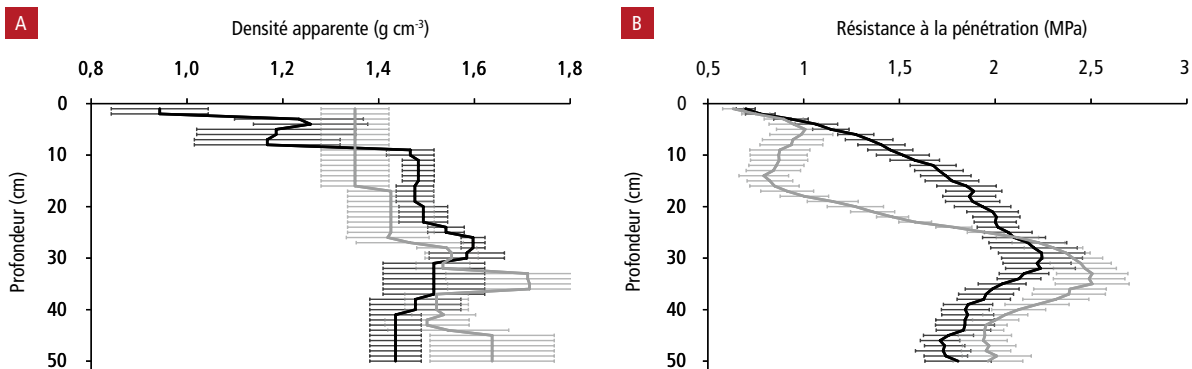 A
Densité apparente (g cm-3)
0,8 1,0 1,2 1,4 1,6 1,8
Profondeur (cm)
0
10
20
30
40
50
B
Résistance à la pénétration (MPa)
0,5 1 1,5 2 2,5 3
Profondeur (cm)
0
10
20
30
40
50